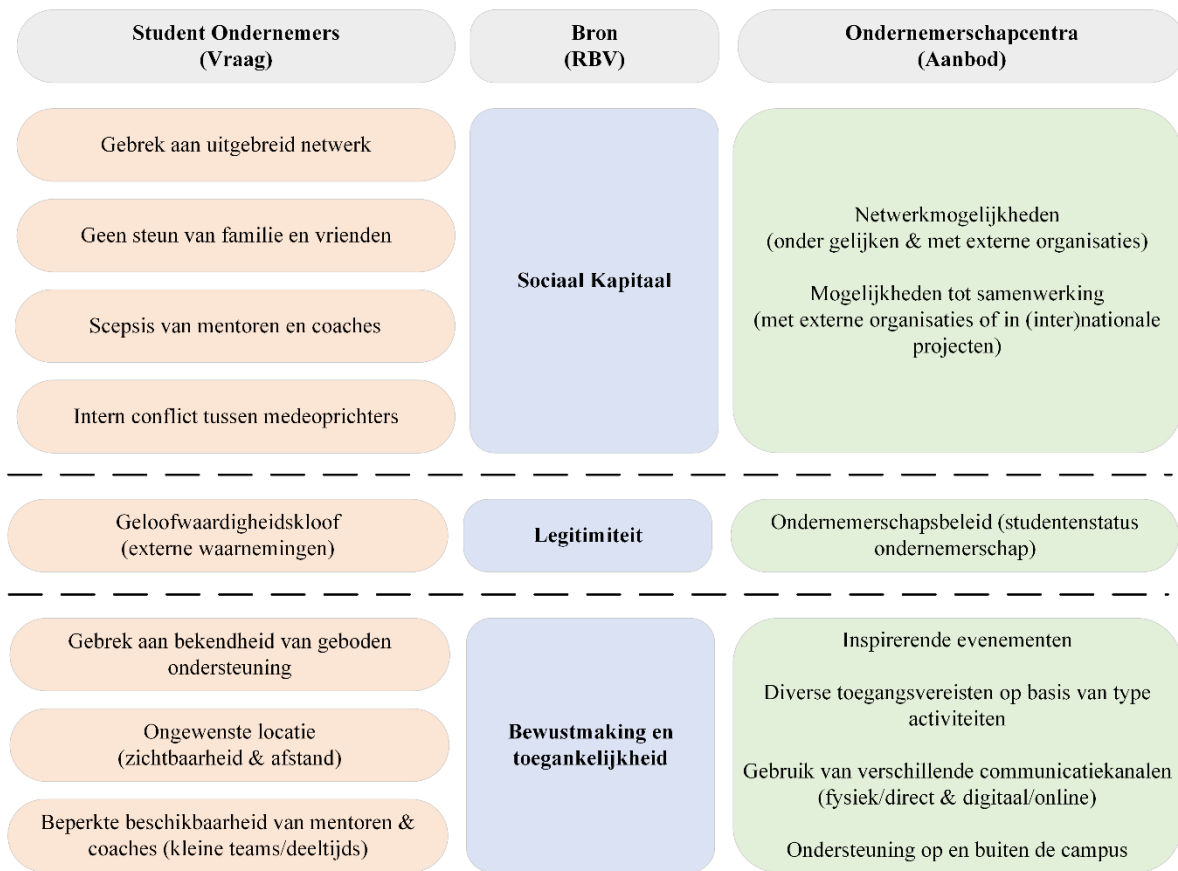 Student Ondernemers
(Vraag)
Bron
(RBV)
Ondernemerschapcentra
(Aanbod)
Gebrek aan uitgebreid netwerk
Geen steun van familie en vrienden
Scepsis van mentoren en coaches
Intern conflict tussen medeoprichters
Sociaal Kapitaal
Netwerkmogelijkheden
(onder gelijken & met externe organisaties)
Mogelijkheden tot samenwerking
(met externe organisaties of in (inter)nationale
projecten)
Geloofwaardigheidskloof
(externe waarnemingen)
Legitimiteit
Ondernemerschapsbeleid (studentenstatus
ondernemerschap)
Gebrek aan bekendheid van geboden
ondersteuning
Ongewenste locatie
(zichtbaarheid & afstand)
Beperkte beschikbaarheid van mentoren &
coaches (kleine teams/deeltijds)
Bewustmaking en
toegankelijkheid
Inspirerende evenementen
Diverse toegangsvereisten op basis van type
activiteiten
Gebruik van verschillende communicatiekanalen
(fysiek/direct & digitaal/online)
Ondersteuning op en buiten de campus